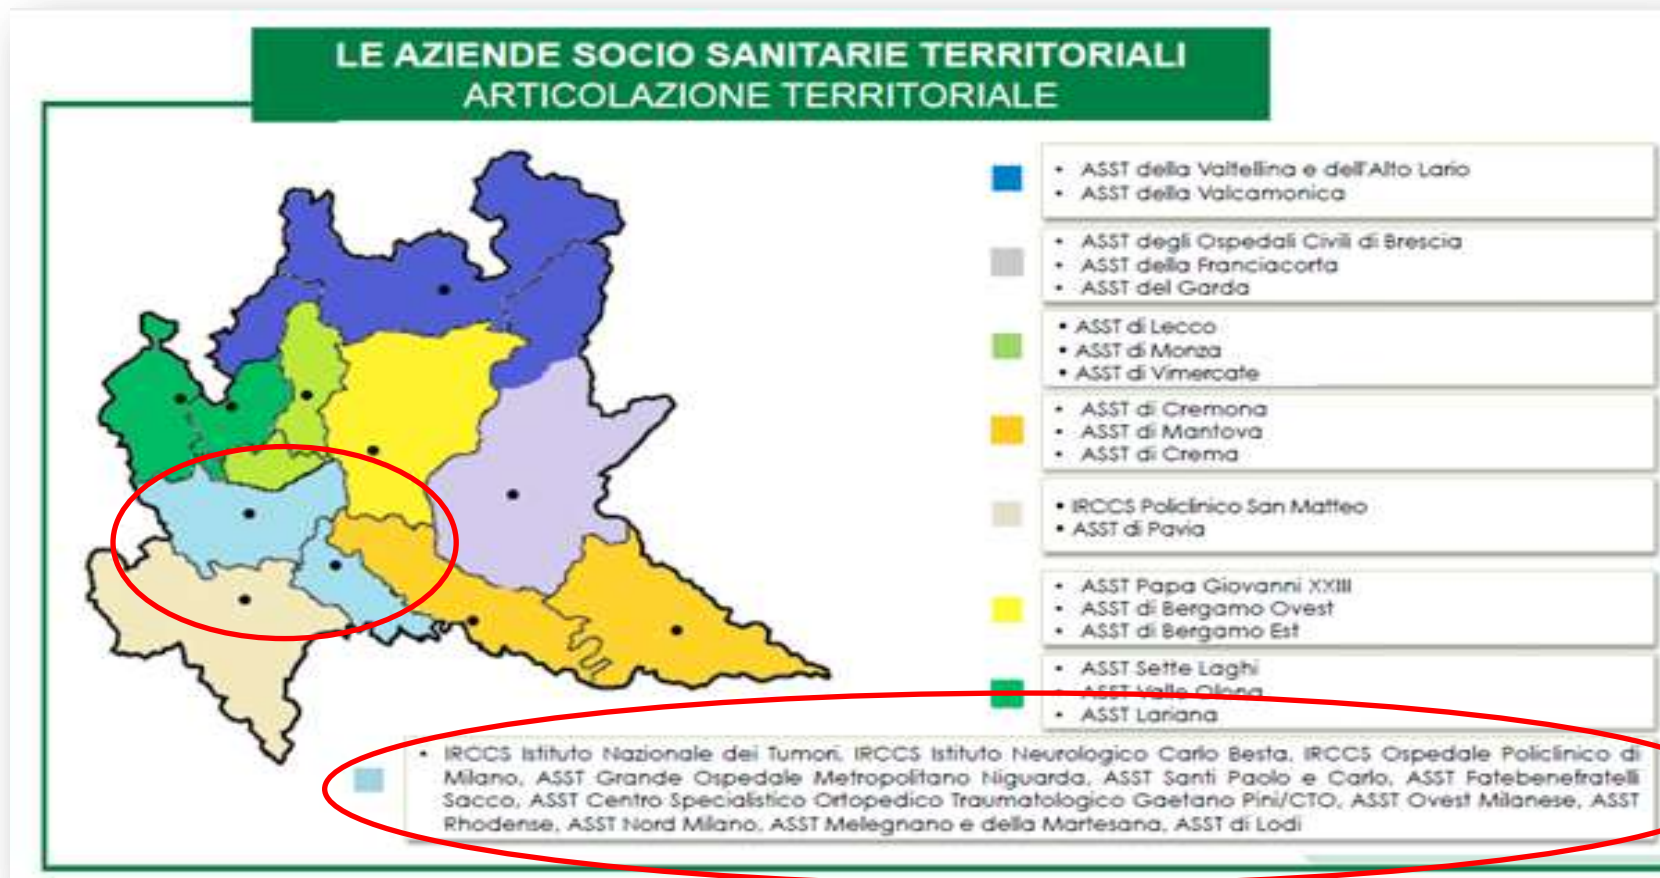 LE AZIENDE SOCIO SANITARIE TERRITORIALI
ARTICOLAZIONE TERRITORIALE
• ASST della Valtellina e dell'Alto Lario
• ASST della Valcamonica
• ASST degli Ospedali Civili di Brescia
• ASST della Franciacorta
• ASST del Garda
• ASST di Lecco
• ASST di Monza
• ASST di Vimercate
• ASST di Cremona
• ASST di Mantova
• ASST di Crema
• IRCCS Policlinico San Matteo
• ASST di Pavia
• ASST Papa Giovanni XXIII
• ASST di Bergamo Ovest
• ASST di Bergamo Est
• ASST Sette Laghi
• ASST Valle Olona
• ASST Lariana
• IRCCS Istituto Nazionale dei Tumori, IRCCS Istituto Neurologico Carlo Besta, IRCCS Ospedale Policlinico di
Milano, ASST Grande Ospedale Metropolitano Niguarda, ASST Santi Paolo e Carlo, ASST Fatebenefratelli
Sacco, ASST Centro Specialistico Ortopedico Traumatologico Gaetano Pini/CTO, ASST Ovest Milanese, ASST
Rhodense, ASST Nord Milano, ASST Melegnano e della Martesana, ASST di Lodi